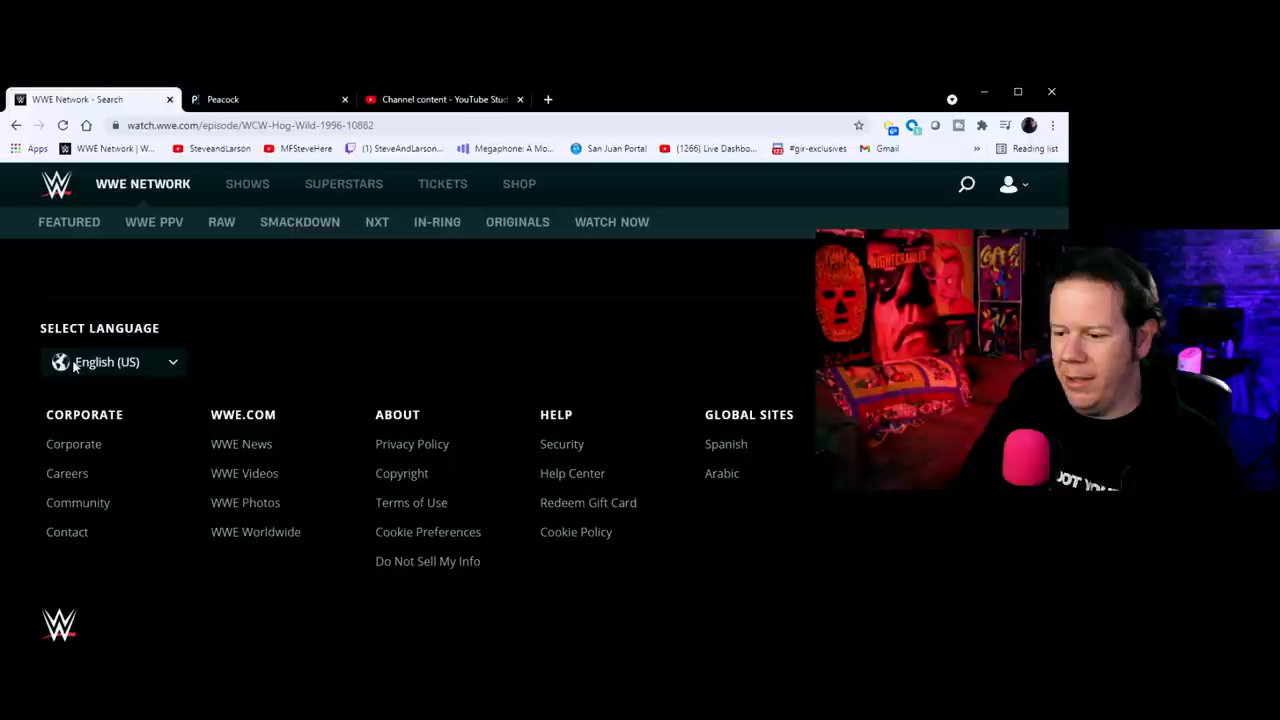 WWE Network - Search
Peacock
Channel content - YouTube Stud
watch.wwe.com/episode/WCW-Hog-Wild-1996-10882
Apps
WWE Network | W...
SteveandLarson
MFSteveHere
(1) SteveAndLarson...
Megaphone: A Mo...
San Juan Portal
(1266) Live Dashbo...
#gir-exclusives
Gmail
»
Reading list
WWE NETWORK
SHOWS
SUPERSTARS
TICKETS
SHOP
FEATURED
WWE PPV
RAW
SMACKDOWN
NXT
IN-RING
ORIGINALS
WATCH NOW
NIGHTCRAWLER
SELECT LANGUAGE
English (US)
CORPORATE
Corporate
Careers
Community
Contact
WWE.COM
WWE News
WWE Videos
WWE Photos
WWE Worldwide
ABOUT
Privacy Policy
Copyright
Terms of Use
Cookie Preferences
Do Not Sell My Info
HELP
Security
Help Center
Redeem Gift Card
Cookie Policy
GLOBAL SITES
Spanish
Arabic